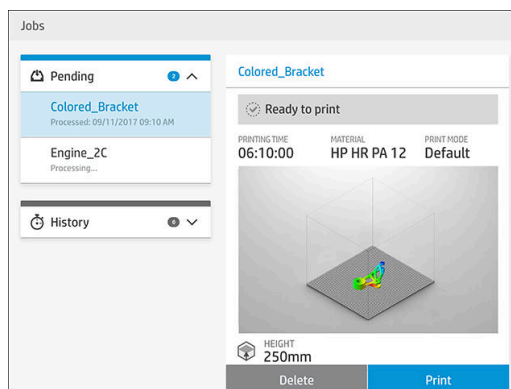 Jobs
Pending 2
Colored_Bracket
Processed: 09/11/2017 09:10 AM
Engine_2C
Processing...
History 6
Colored_Bracket
Ready to print
PRINTING TIME MATERIAL PRINT MODE
06:10:00 HP HR PA 12 Default
HEIGHT
250mm
Delete Print